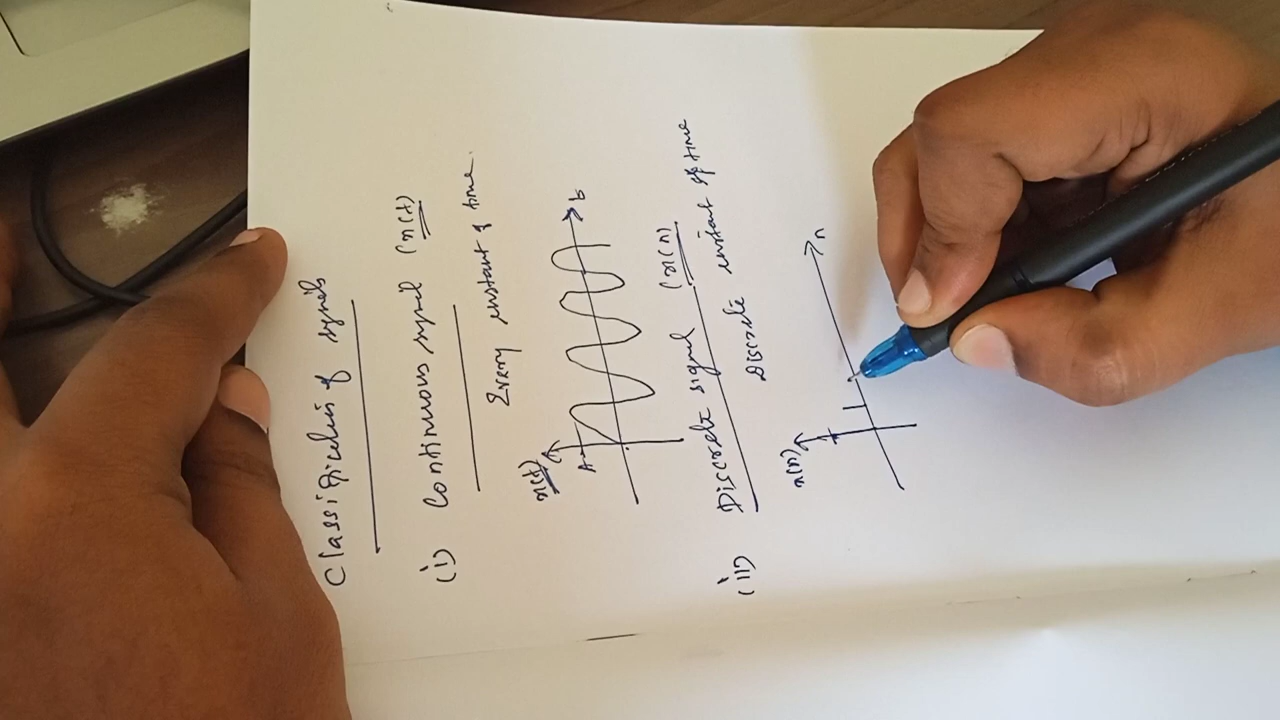 Classification of signals
(i) Continuous signal (x(t))
Every instant of time.
x(t)
A
t
(ii) Discrete signal (x(n))
Discrete instant of time
x(n)
n